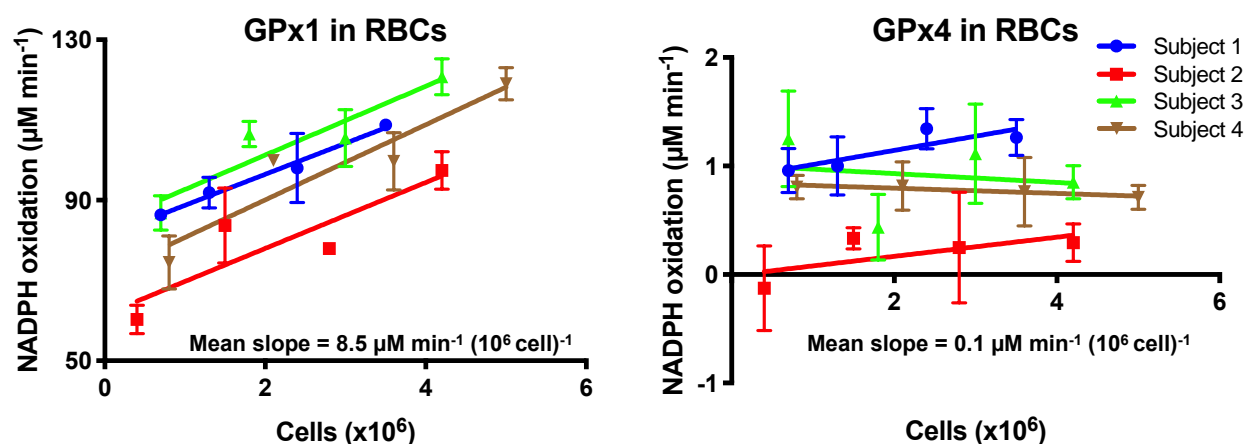 GPx1 in RBCs
NADPH oxidation (µM min⁻¹)
130
90
50
0
2
4
6
Mean slope = 8.5 µM min⁻¹ (10⁶ cell)⁻¹
Cells (x10⁶)
GPx4 in RBCs
NADPH oxidation (µM min⁻¹)
2
1
0
-1
2
4
6
Mean slope = 0.1 µM min⁻¹ (10⁶ cell)⁻¹
Cells (x10⁶)
Subject 1
Subject 2
Subject 3
Subject 4